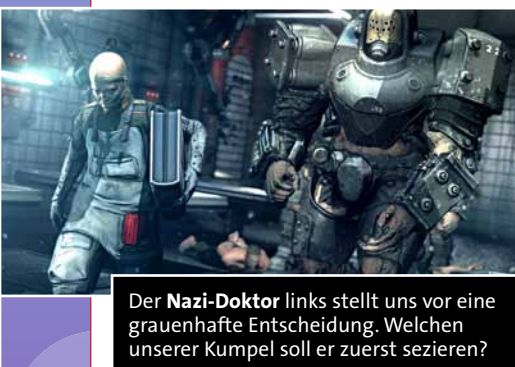 Der Nazi-Doktor links stellt uns vor eine
grauenhafte Entscheidung. Welchen
unserer Kumpel soll er zuerst sezieren?